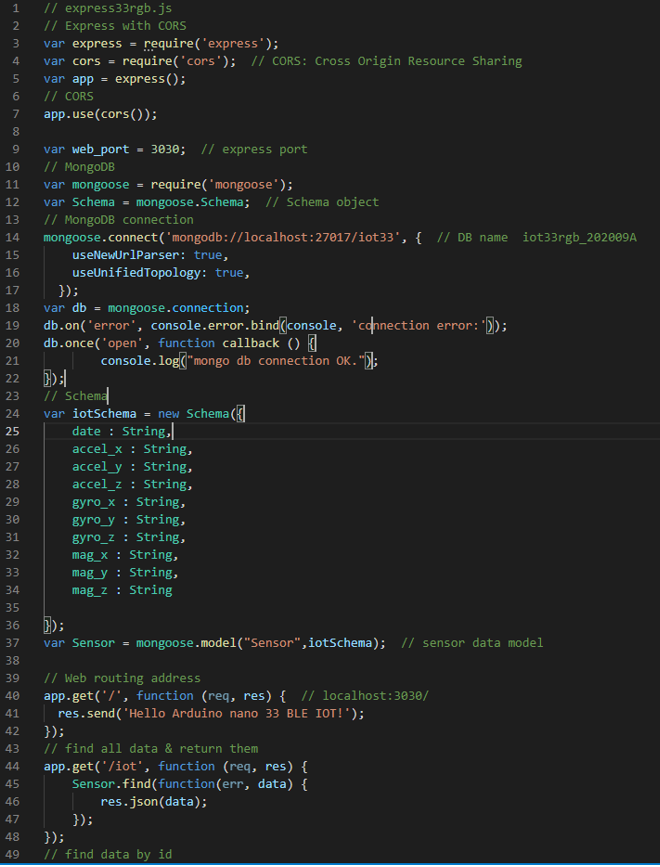 1 // express33rgb.js
2 // Express with CORS
3 var express = require('express');
4 var cors = require('cors');  // CORS: Cross Origin Resource Sharing
5 var app = express();
6 // CORS
7 app.use(cors());
8
9 var web_port = 3030;  // express port
10 // MongoDB
11 var mongoose = require('mongoose');
12 var Schema = mongoose.Schema;  // Schema object
13 // MongoDB connection
14 mongoose.connect('mongodb://localhost:27017/iot33', {  // DB name  iot33rgb_202009A
15     useNewUrlParser: true,
16     useUnifiedTopology: true,
17   });
18 var db = mongoose.connection;
19 db.on('error', console.error.bind(console, 'connection error:'));
20 db.once('open', function callback () {
21         console.log("mongo db connection OK.");
22 });
23 // Schema
24 var iotSchema = new Schema({
25     date : String,
26     accel_x : String,
27     accel_y : String,
28     accel_z : String,
29     gyro_x : String,
30     gyro_y : String,
31     gyro_z : String,
32     mag_x : String,
33     mag_y : String,
34     mag_z : String
35
36 });
37 var Sensor = mongoose.model("Sensor",iotSchema);  // sensor data model
38
39 // Web routing address
40 app.get('/', function (req, res) {  // localhost:3030/
41   res.send('Hello Arduino nano 33 BLE IOT!');
42 });
43 // find all data & return them
44 app.get('/iot', function (req, res) {
45     Sensor.find(function(err, data) {
46         res.json(data);
47     });
48 });
49 // find data by id